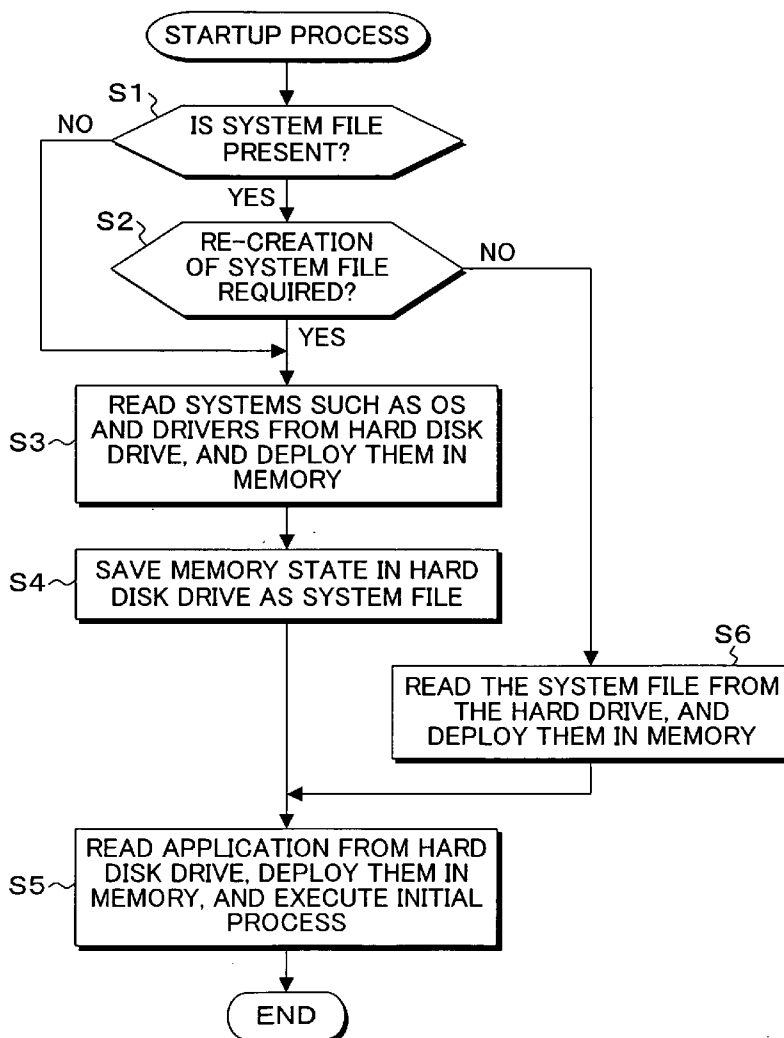 STARTUP PROCESS
S1
NO
IS SYSTEM FILE
PRESENT?
YES
S2
RE-CREATION
OF SYSTEM FILE
REQUIRED?
NO
YES
S3
READ SYSTEMS SUCH AS OS
AND DRIVERS FROM HARD DISK
DRIVE, AND DEPLOY THEM IN
MEMORY
S4
SAVE MEMORY STATE IN HARD
DISK DRIVE AS SYSTEM FILE
S6
READ THE SYSTEM FILE FROM
THE HARD DRIVE, AND
DEPLOY THEM IN MEMORY
S5
READ APPLICATION FROM HARD
DISK DRIVE, DEPLOY THEM IN
MEMORY, AND EXECUTE INITIAL
PROCESS
END